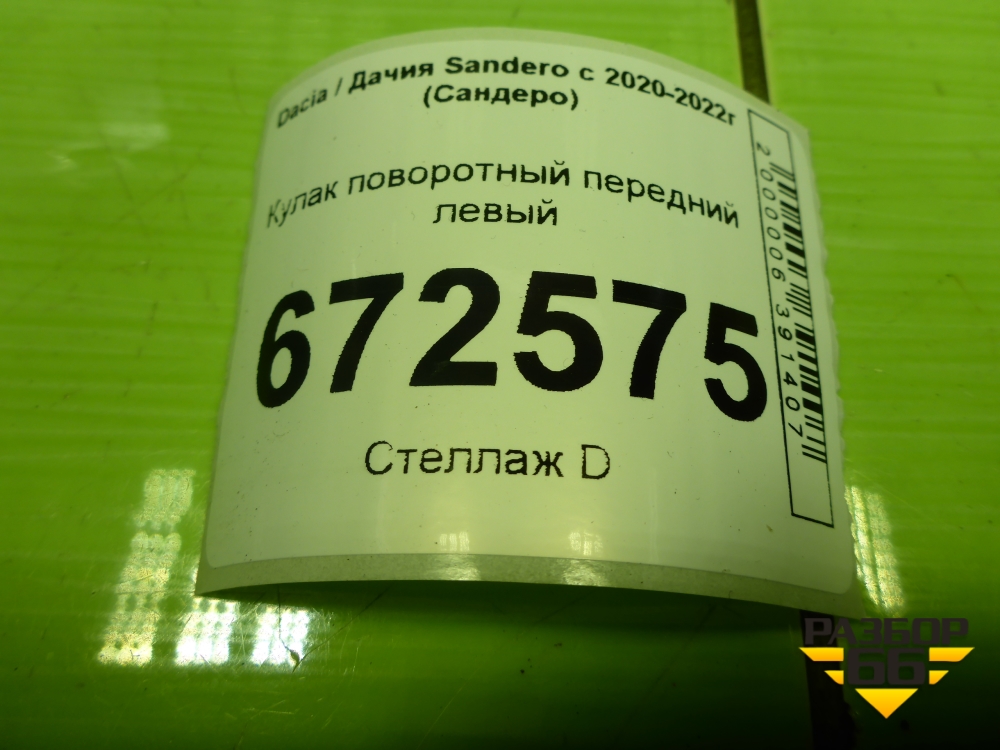 Dacia / Дачия Sandero с 2020-2022г
(Сандеро)
Кулак поворотный передний
левый
672575
Стеллаж D
2000006391407
РАЗБОР
66